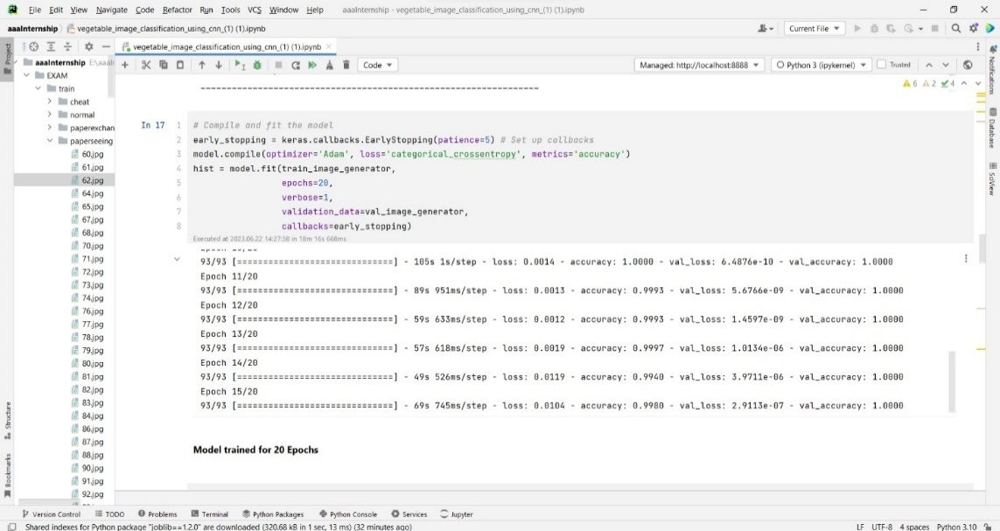 File Edit View Navigate Code Refactor Run Tools VCS Window Help aaaInternship - vegetable_image_classification_using_cnn_(1) (1).ipynb
aaaInternship vegetable_image_classification_using_cnn_(1) (1).ipynb Current File
vegetable_image_classification_using_cnn_(1) (1).ipynb
Project
aaaInternship
EXAM
train
cheat
normal
paperexchan
paperseeing
60.jpg
61.jpg
62.jpg
64.jpg
65.jpg
67.jpg
68.jpg
70.jpg
71.jpg
72.jpg
73.jpg
74.jpg
76.jpg
77.jpg
78.jpg
79.jpg
80.jpg
81.jpg
82.jpg
83.jpg
84.jpg
86.jpg
87.jpg
88.jpg
90.jpg
91.jpg
92.jpg
Structure
Bookmarks
Code Managed: http://localhost:8888 Python 3 (ipykernel) Trusted
6 2 4
In 17
1 # Compile and fit the model
2 early_stopping = keras.callbacks.EarlyStopping(patience=5) # Set up callbacks
3 model.compile(optimizer='Adam', loss='categorical_crossentropy', metrics='accuracy')
4 hist = model.fit(train_image_generator,
5 epochs=20,
6 verbose=1,
7 validation_data=val_image_generator,
8 callbacks=early_stopping)
Executed at 2023.06.22 14:27:58 in 18m 16s 668ms
93/93 [==============================] - 105s 1s/step - loss: 0.0014 - accuracy: 1.0000 - val_loss: 6.4876e-10 - val_accuracy: 1.0000
Epoch 11/20
93/93 [==============================] - 89s 951ms/step - loss: 0.0013 - accuracy: 0.9993 - val_loss: 5.6766e-09 - val_accuracy: 1.0000
Epoch 12/20
93/93 [==============================] - 59s 633ms/step - loss: 0.0012 - accuracy: 0.9993 - val_loss: 1.4597e-09 - val_accuracy: 1.0000
Epoch 13/20
93/93 [==============================] - 57s 618ms/step - loss: 0.0019 - accuracy: 0.9997 - val_loss: 1.0134e-06 - val_accuracy: 1.0000
Epoch 14/20
93/93 [==============================] - 49s 526ms/step - loss: 0.0119 - accuracy: 0.9940 - val_loss: 3.9711e-06 - val_accuracy: 1.0000
Epoch 15/20
93/93 [==============================] - 69s 745ms/step - loss: 0.0104 - accuracy: 0.9980 - val_loss: 2.9113e-07 - val_accuracy: 1.0000
Model trained for 20 Epochs
Notifications
Database
SciView
Version Control TODO Problems Terminal Python Packages Python Console Services Jupyter
Shared indexes for Python package "joblib==1.2.0" are downloaded (320.68 kB in 1 sec, 13 ms) (32 minutes ago) LF UTF-8 4 spaces Python 3.10